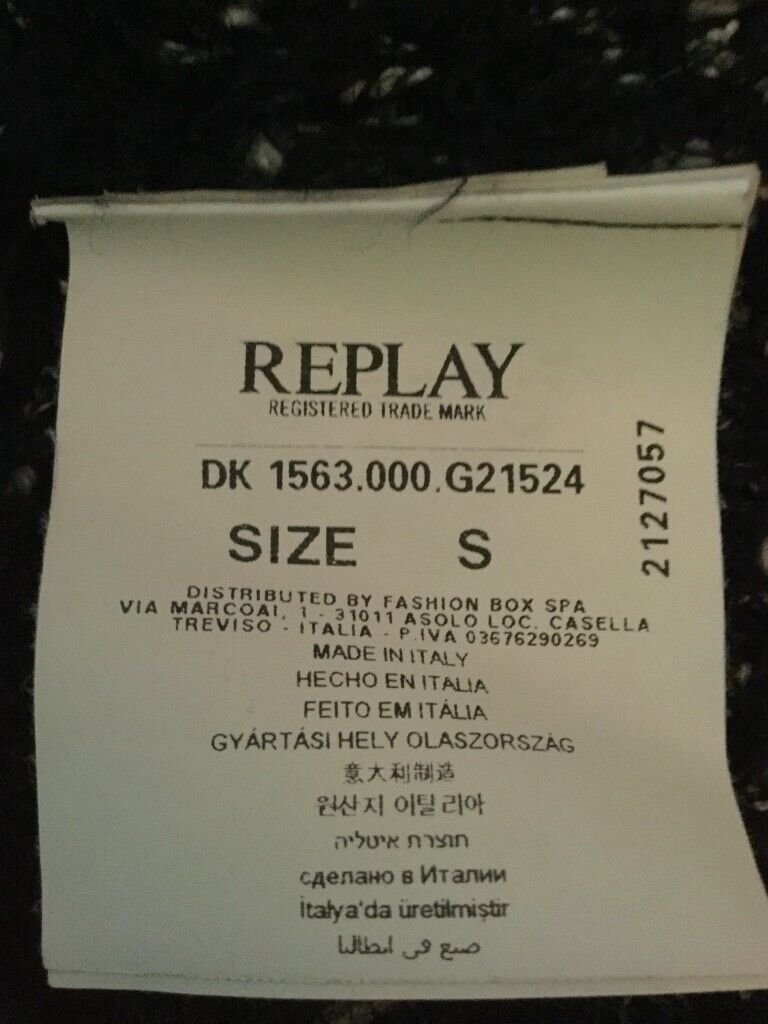 REPLAY
REGISTERED TRADE MARK
DK 1563.000.G21524
2127057
SIZE S
DISTRIBUTED BY FASHION BOX SPA
VIA MARCOAI, 1 - 31011 ASOLO LOC. CASELLA
TREVISO - ITALIA - P.IVA 03676290269
MADE IN ITALY
HECHO EN ITALIA
FEITO EM ITÁLIA
GYÁRTÁSI HELY OLASZORSZÁG
意大利制造
원산지 이탈리아
תוצרת איטליה
сделано в Италии
İtalya'da üretilmiştir
صنع في ايطاليا